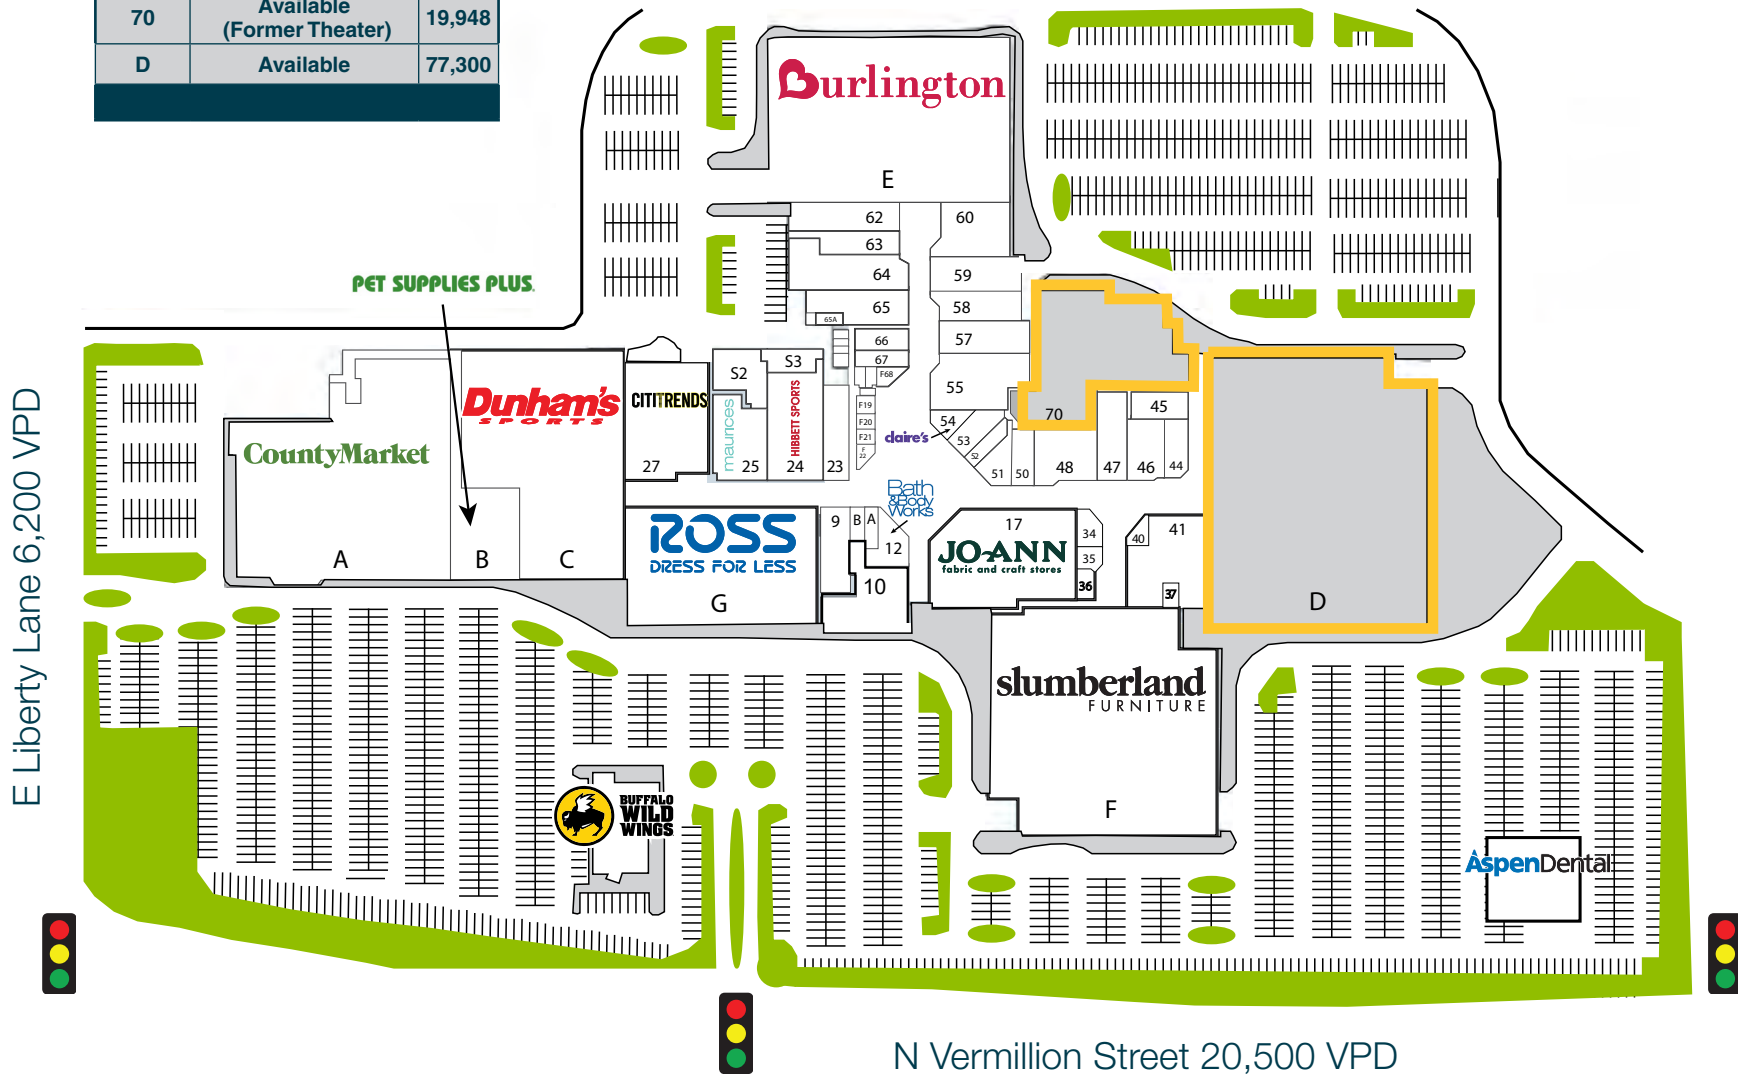 70 Available (Former Theater) 19,948
D Available 77,300
Burlington
E
62
60
63
64
59
65
58
65A
57
66
67
F68
55
PET SUPPLIES PLUS.
S2
S3
DUNHAM'S
SPORTS
CITITRENDS
maurices
HIBBETT SPORTS
27
25
24
23
F19
F20
F21
F
22
claire's
54
53
52
51
50
48
47
46
45
44
70
CountyMarket
A
B
C
ROSS
DRESS FOR LESS
G
9
B
A
Bath
&Body
Works
12
10
17
JO-ANN
fabric and craft stores
34
35
36
40
41
37
D
slumberland
FURNITURE
F
BUFFALO
WILD
WINGS
AspenDental
E Liberty Lane 6,200 VPD
N Vermillion Street 20,500 VPD